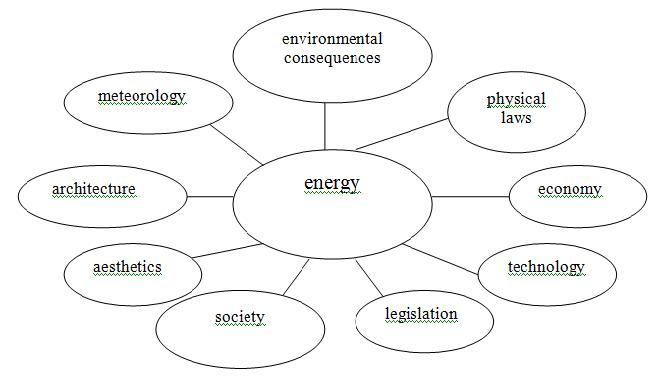 environmental
consequences
meteorology
physical
laws
energy
architecture
economy
aesthetics
technology
society
legislation